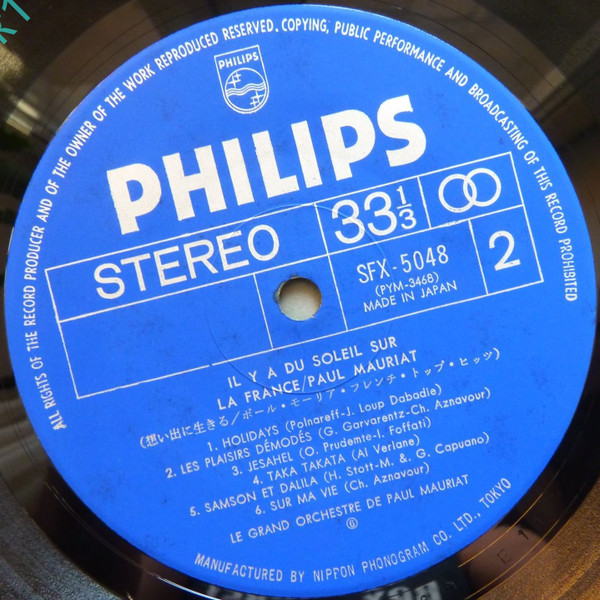 ALL RIGHTS OF THE RECORD PRODUCER AND OF THE OWNER OF THE WORK REPRODUCED RESERVED. COPYING, PUBLIC PERFORMANCE AND BROADCASTING OF THIS RECORD PROHIBITED
PHILIPS
PHILIPS
STEREO
33 1/3
2
SFX-5048
(PYM-3468)
MADE IN JAPAN
IL Y A DU SOLEIL SUR
LA FRANCE/PAUL MAURIAT
(想い出に生きる/ポール・モーリア・フレンチ・トップ・ヒッツ)
1. HOLIDAYS (Polnareff-J. Loup Dabadie)
2. LES PLAISIRS DÉMODÉS (G. Garvarentz-Ch. Aznavour)
3. JESAHEL (O. Prudemte-I. Foffati)
4. TAKA TAKATA (Al Verlane)
5. SAMSON ET DALILA (H. Stott-M. & G. Capuano)
6. SUR MA VIE (Ch. Aznavour)
LE GRAND ORCHESTRE DE PAUL MAURIAT
MANUFACTURED BY NIPPON PHONOGRAM CO. LTD., TOKYO